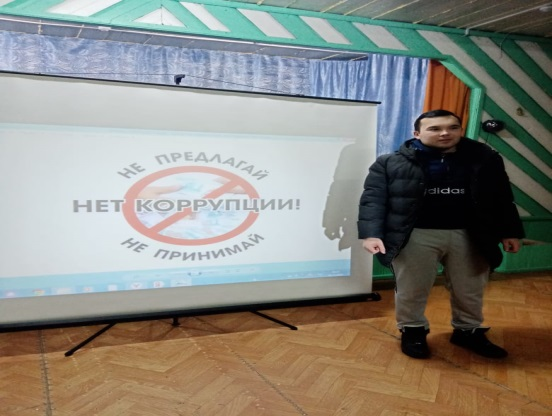 НЕ ПРЕДЛАГАЙ
НЕТ КОРРУПЦИИ!
НЕ ПРИНИМАЙ
adidas